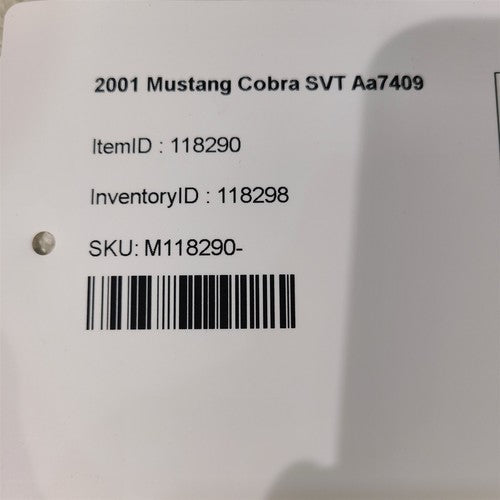 2001 Mustang Cobra SVT Aa7409
ItemID : 118290
InventoryID : 118298
SKU: M118290-